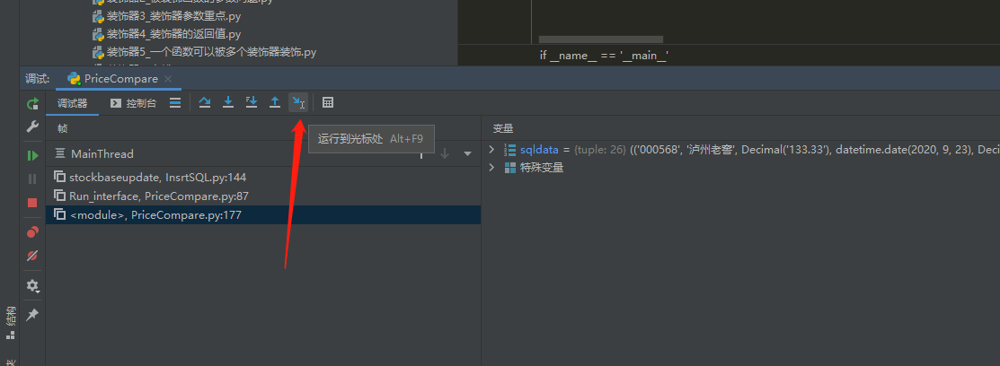 装饰器3_装饰器参数重点.py
装饰器4_装饰器的返回值.py
装饰器5_一个函数可以被多个装饰器装饰.py
if __name__ == '__main__'
调试: PriceCompare
调试器 控制台
运行到光标处 Alt+F9
帧
变量
MainThread
sqldata = {tuple: 26} (('000568', '泸州老窖', Decimal('133.33'), datetime.date(2020, 9, 23), Deci
特殊变量
stockbaseupdate, InsrtSQL.py:144
Run_interface, PriceCompare.py:87
<module>, PriceCompare.py:177
结构